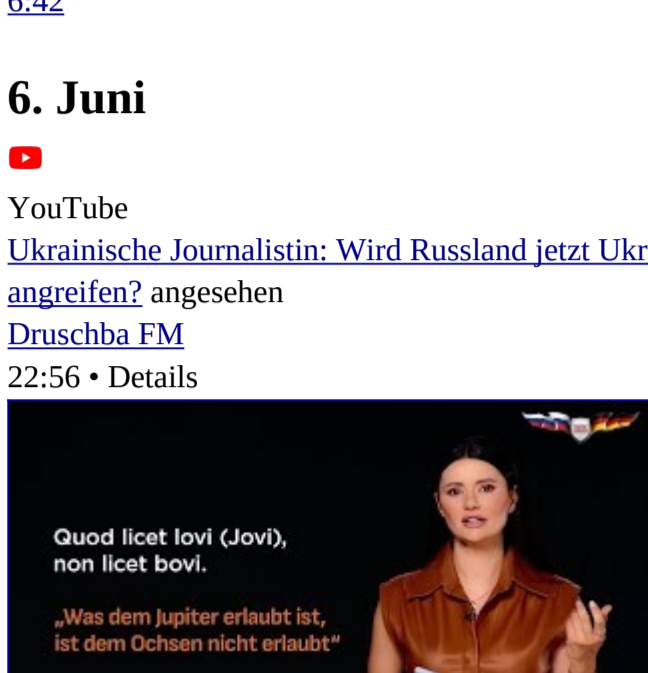 6:42
6. Juni
YouTube
Ukrainische Journalistin: Wird Russland jetzt Ukr
angreifen? angesehen
Druschba FM
22:56 • Details
Quod licet Iovi (Jovi),
non licet bovi.
„Was dem Jupiter erlaubt ist,
ist dem Ochsen nicht erlaubt“